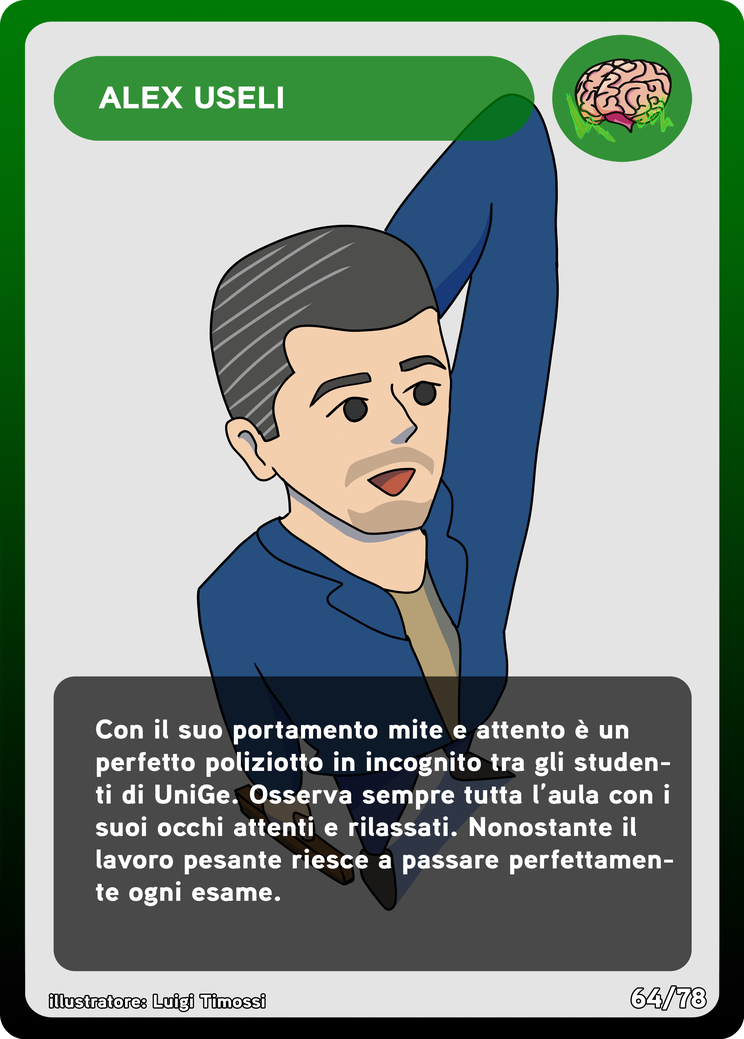 ALEX USELI
Con il suo portamento mite e attento è un
perfetto poliziotto in incognito tra gli studen-
ti di UniGe. Osserva sempre tutta l'aula con i
suoi occhi attenti e rilassati. Nonostante il
lavoro pesante riesce a passare perfettamen-
te ogni esame.
illustratore: Luigi Timossi
64/78